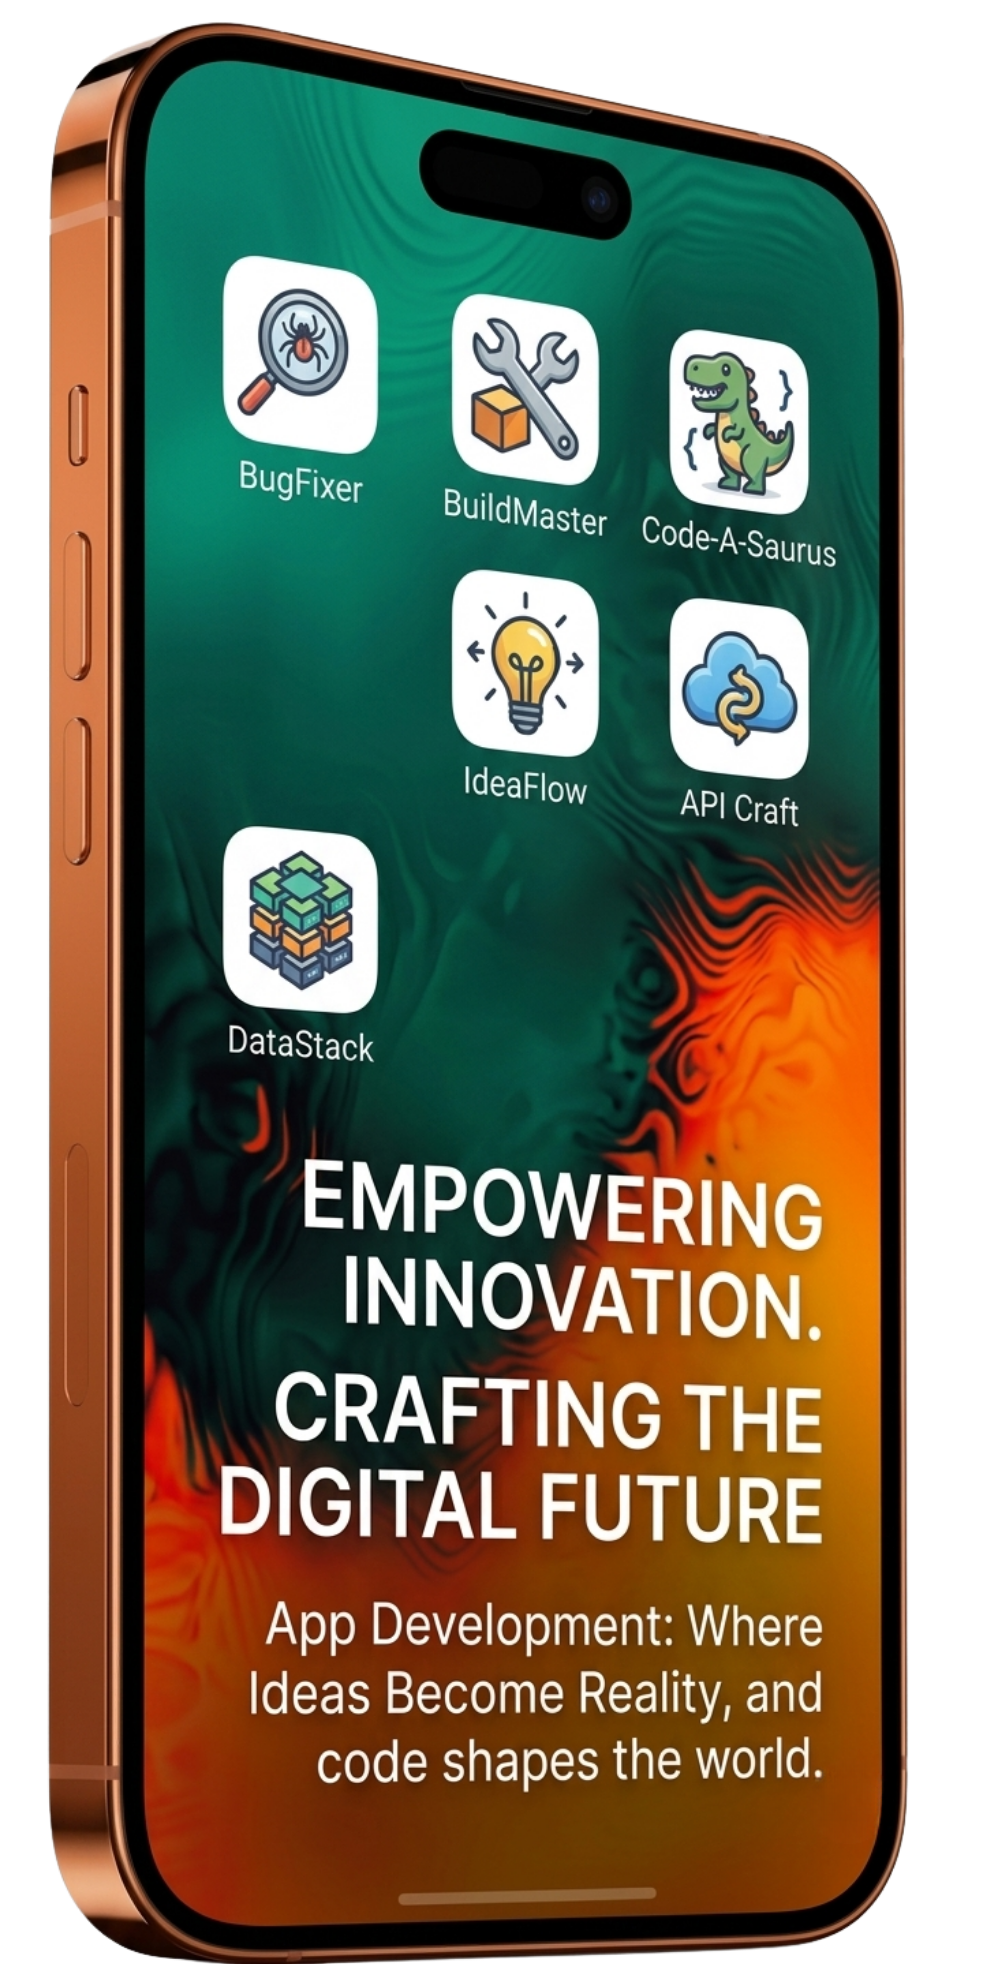 BugFixer
BuildMaster
Code-A-Saurus
IdeaFlow
API Craft
DataStack
EMPOWERING
INNOVATION.
CRAFTING THE
DIGITAL FUTURE
App Development: Where
Ideas Become Reality, and
code shapes the world.